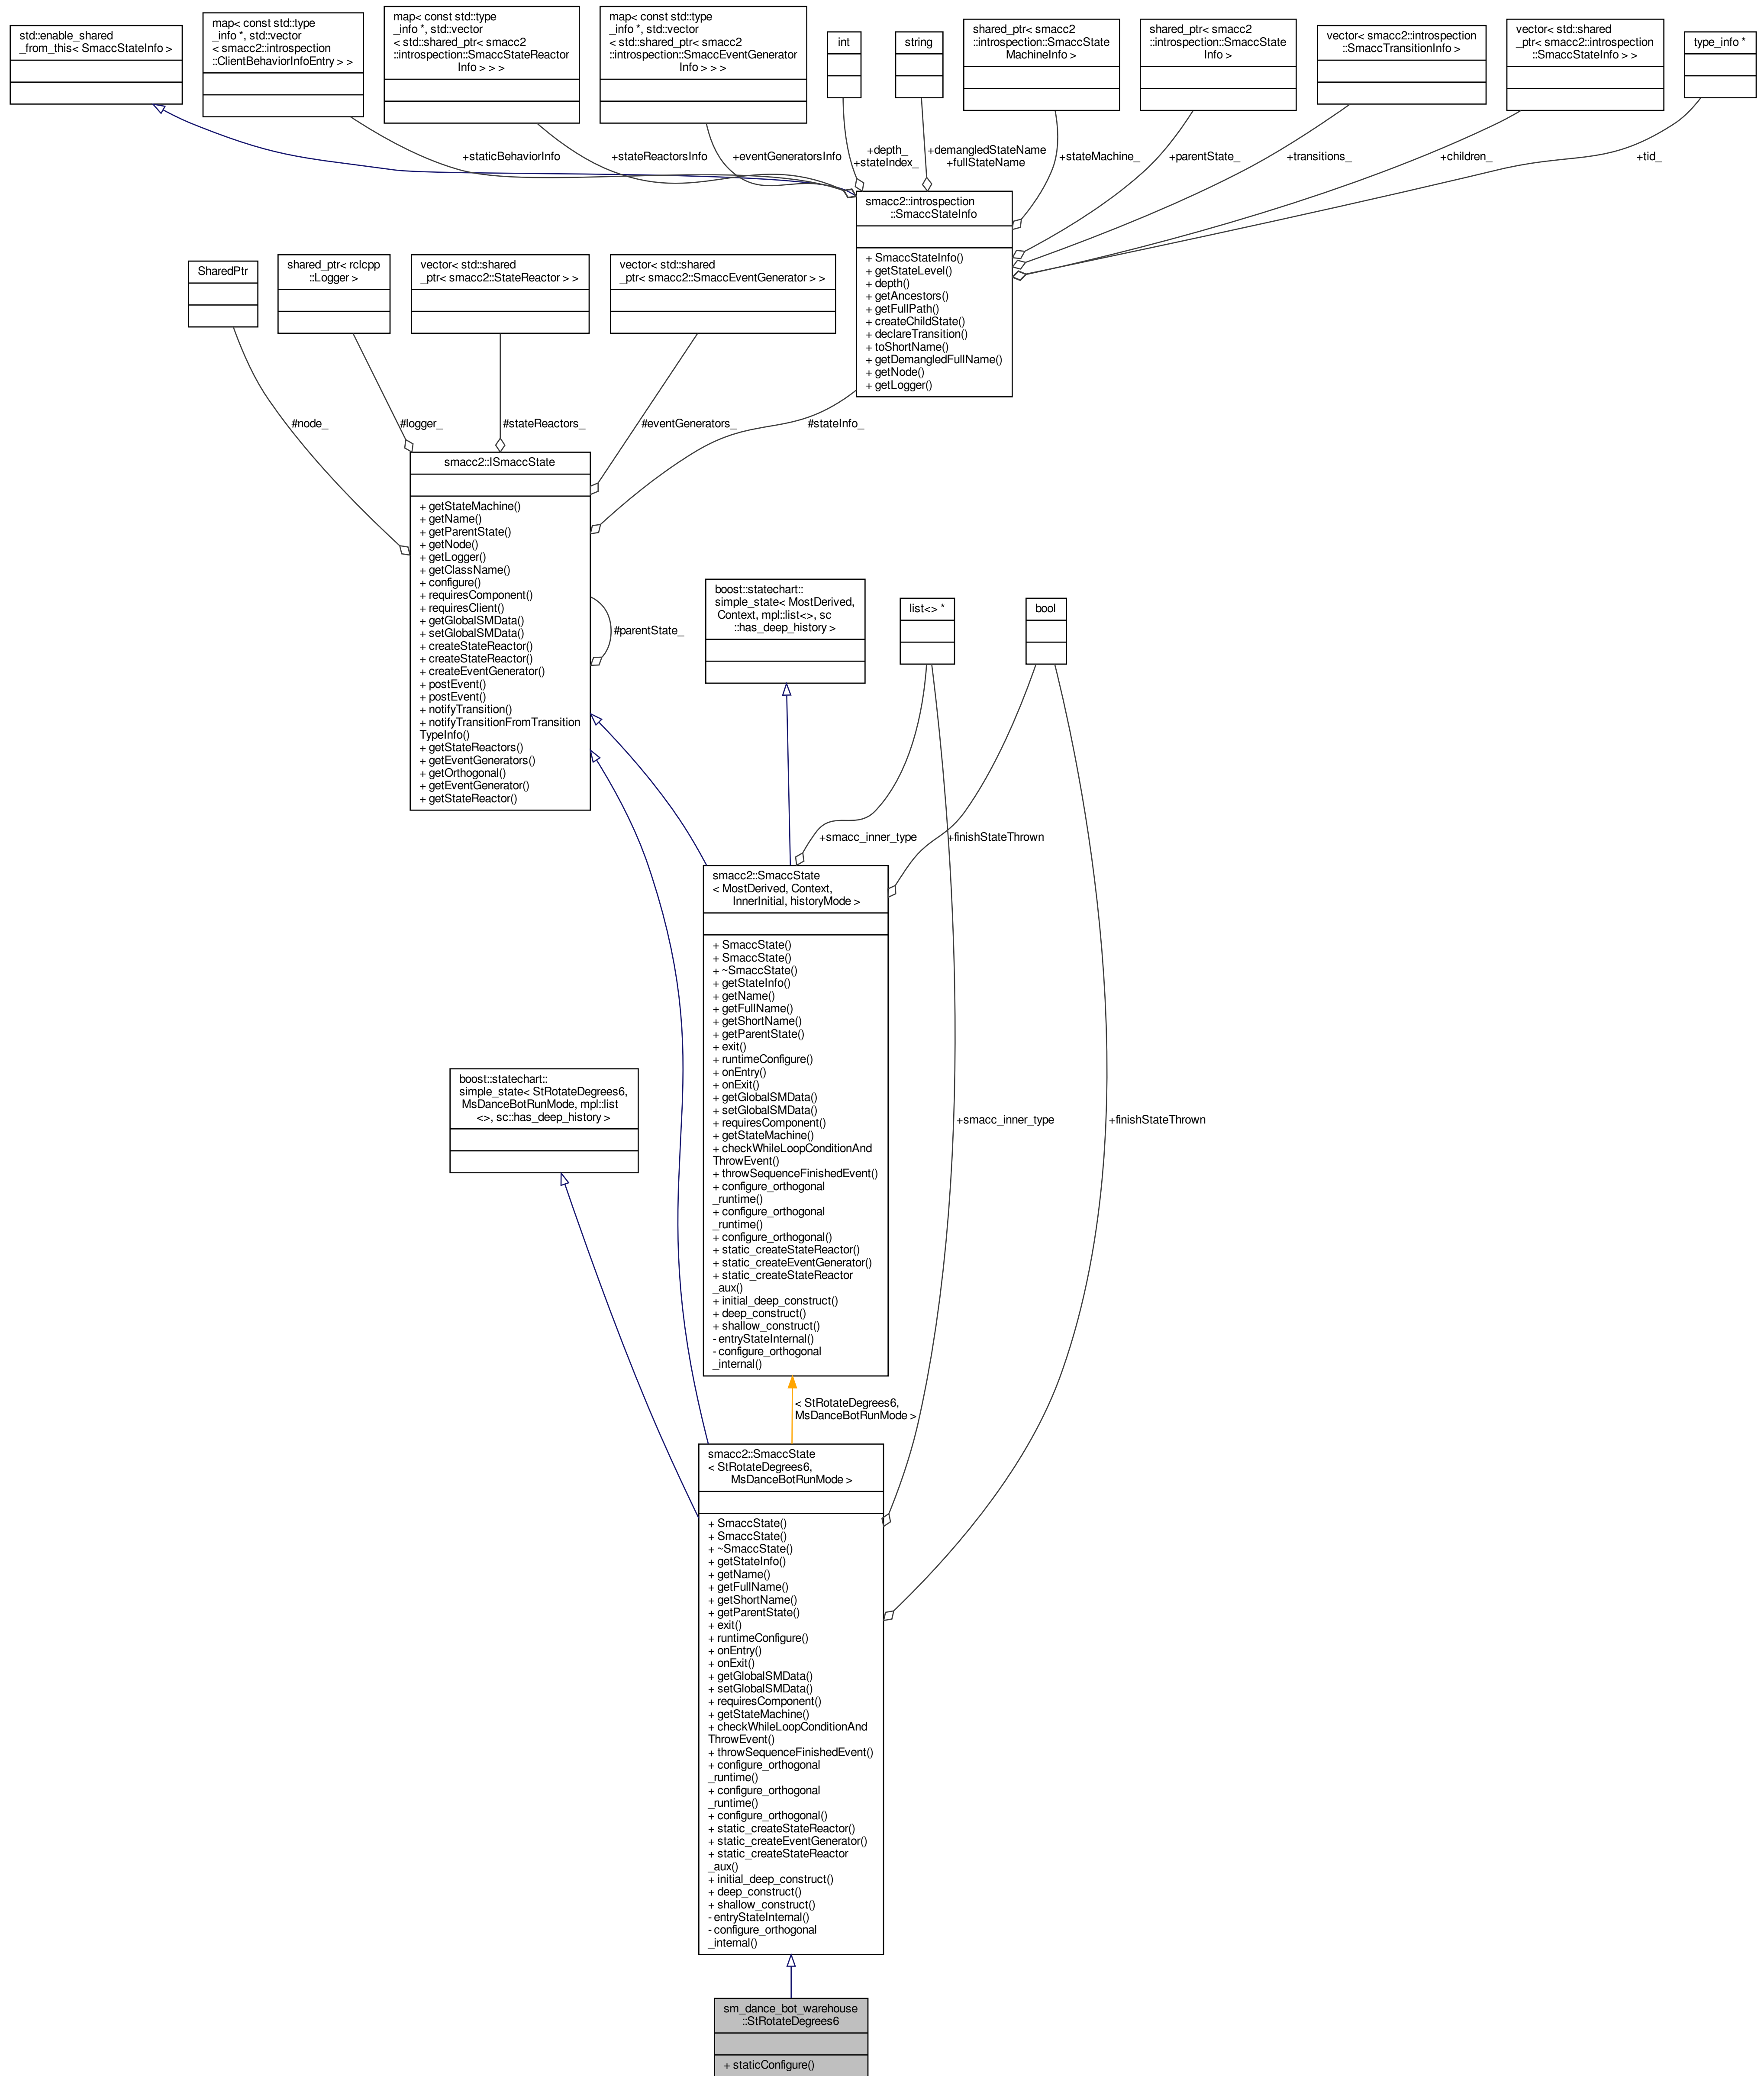 std::enable_shared
_from_this< SmaccStateInfo >
map< const std::type
_info *, std::vector
< smacc2::introspection
::ClientBehaviorInfoEntry > >
map< const std::type
_info *, std::vector
< std::shared_ptr< smacc2
::introspection::SmaccStateReactor
Info > > >
map< const std::type
_info *, std::vector
< std::shared_ptr< smacc2
::introspection::SmaccEventGenerator
Info > > >
int
string
shared_ptr< smacc2
::introspection::SmaccState
MachineInfo >
shared_ptr< smacc2
::introspection::SmaccState
Info >
vector< smacc2::introspection
::SmaccTransitionInfo >
vector< std::shared
_ptr< smacc2::introspection
::SmaccStateInfo > >
type_info *
+staticBehaviorInfo
+stateReactorsInfo
+eventGeneratorsInfo
+depth_
+stateIndex_
+demangledStateName
+fullStateName
+stateMachine_
+parentState_
+transitions_
+children_
+tid_
smacc2::introspection
::SmaccStateInfo
+ SmaccStateInfo()
+ getStateLevel()
+ depth()
+ getAncestors()
+ getFullPath()
+ createChildState()
+ declareTransition()
+ toShortName()
+ getDemangledFullName()
+ getNode()
+ getLogger()
SharedPtr
shared_ptr< rclcpp
::Logger >
vector< std::shared
_ptr< smacc2::StateReactor > >
vector< std::shared
_ptr< smacc2::SmaccEventGenerator > >
#node_
#logger_
#stateReactors_
#eventGenerators_
#stateInfo_
smacc2::ISmaccState
+ getStateMachine()
+ getName()
+ getParentState()
+ getNode()
+ getLogger()
+ getClassName()
+ configure()
+ requiresComponent()
+ requiresClient()
+ getGlobalSMData()
+ setGlobalSMData()
+ createStateReactor()
+ createStateReactor()
+ createEventGenerator()
+ postEvent()
+ postEvent()
+ notifyTransition()
+ notifyTransitionFromTransition
TypeInfo()
+ getStateReactors()
+ getEventGenerators()
+ getOrthogonal()
+ getEventGenerator()
+ getStateReactor()
#parentState_
boost::statechart::
simple_state< MostDerived,
Context, mpl::list<>, sc
::has_deep_history >
list<> *
bool
+smacc_inner_type
+finishStateThrown
smacc2::SmaccState
< MostDerived, Context,
InnerInitial, historyMode >
+ SmaccState()
+ SmaccState()
+ ~SmaccState()
+ getStateInfo()
+ getName()
+ getFullName()
+ getShortName()
+ getParentState()
+ exit()
+ runtimeConfigure()
+ onEntry()
+ onExit()
+ getGlobalSMData()
+ setGlobalSMData()
+ requiresComponent()
+ getStateMachine()
+ checkWhileLoopConditionAnd
ThrowEvent()
+ throwSequenceFinishedEvent()
+ configure_orthogonal
_runtime()
+ configure_orthogonal
_runtime()
+ configure_orthogonal()
+ static_createStateReactor()
+ static_createEventGenerator()
+ static_createStateReactor
_aux()
+ initial_deep_construct()
+ deep_construct()
+ shallow_construct()
- entryStateInternal()
- configure_orthogonal
_internal()
boost::statechart::
simple_state< StRotateDegrees6,
MsDanceBotRunMode, mpl::list
<>, sc::has_deep_history >
+smacc_inner_type
+finishStateThrown
< StRotateDegrees6,
MsDanceBotRunMode >
smacc2::SmaccState
< StRotateDegrees6,
MsDanceBotRunMode >
+ SmaccState()
+ SmaccState()
+ ~SmaccState()
+ getStateInfo()
+ getName()
+ getFullName()
+ getShortName()
+ getParentState()
+ exit()
+ runtimeConfigure()
+ onEntry()
+ onExit()
+ getGlobalSMData()
+ setGlobalSMData()
+ requiresComponent()
+ getStateMachine()
+ checkWhileLoopConditionAnd
ThrowEvent()
+ throwSequenceFinishedEvent()
+ configure_orthogonal
_runtime()
+ configure_orthogonal
_runtime()
+ configure_orthogonal()
+ static_createStateReactor()
+ static_createEventGenerator()
+ static_createStateReactor
_aux()
+ initial_deep_construct()
+ deep_construct()
+ shallow_construct()
- entryStateInternal()
- configure_orthogonal
_internal()
sm_dance_bot_warehouse
::StRotateDegrees6
+ staticConfigure()